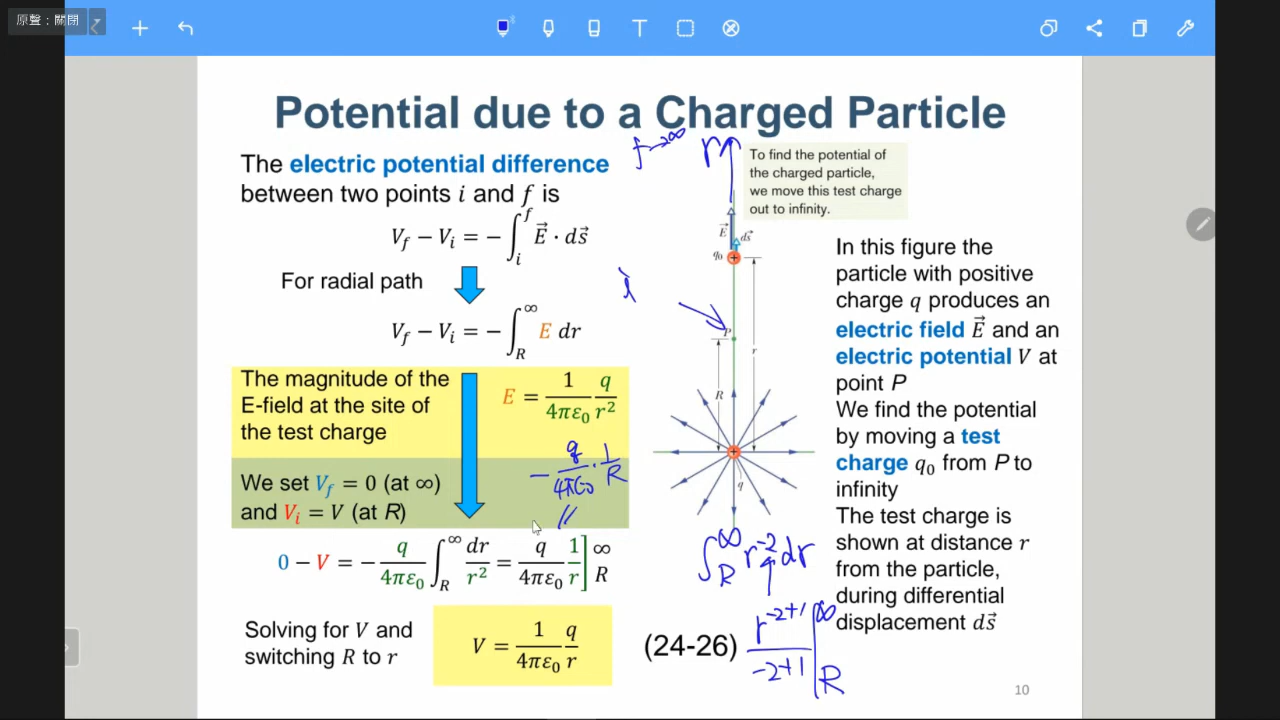 原聲：關閉
Potential due to a Charged Particle
The electric potential difference
between two points i and f is
V_f − V_i = −∫_i^f E⃗ · ds⃗
For radial path
V_f − V_i = −∫_R^∞ E dr
The magnitude of the
E-field at the site of
the test charge
E = 1/(4πε₀) q/r²
We set V_f = 0 (at ∞)
and V_i = V (at R)
−q/(4πε₀) · 1/R
//
0 − V = −q/(4πε₀) ∫_R^∞ dr/r² = q/(4πε₀) 1/r]_R^∞
Solving for V and
switching R to r
V = 1/(4πε₀) q/r
(24-26)
f→∞
r
To find the potential of
the charged particle,
we move this test charge
out to infinity.
E⃗
ds⃗
q₀
+
i
P
r
R
+
q
∫_R^∞ r^−2 dr
r^(−2+1)/(−2+1) |_R^∞
In this figure the
particle with positive
charge q produces an
electric field E⃗ and an
electric potential V at
point P
We find the potential
by moving a test
charge q₀ from P to
infinity
The test charge is
shown at distance r
from the particle,
during differential
displacement ds⃗
10